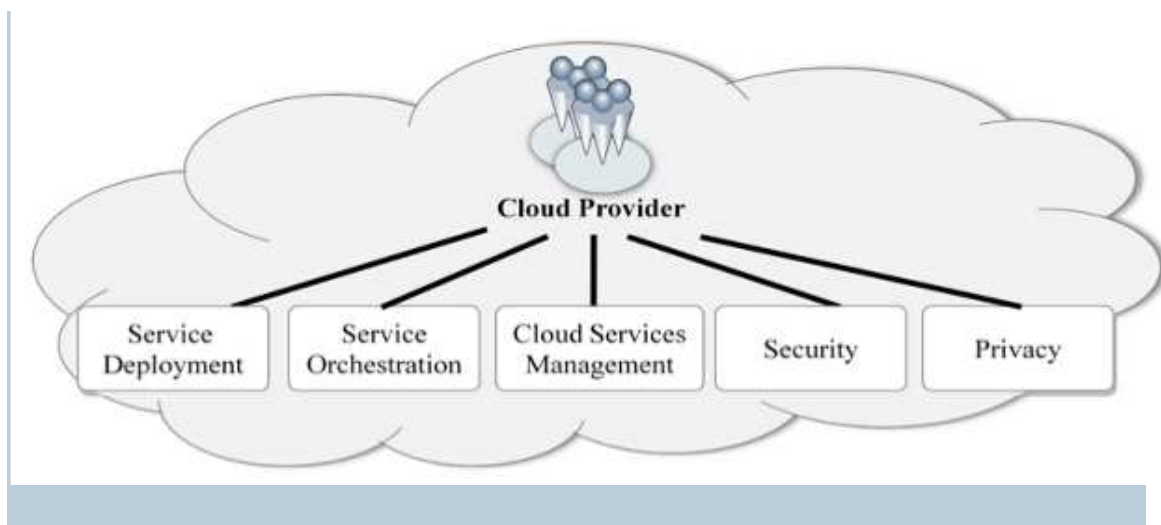 Cloud Provider
Service
Deployment
Service
Orchestration
Cloud Services
Management
Security
Privacy